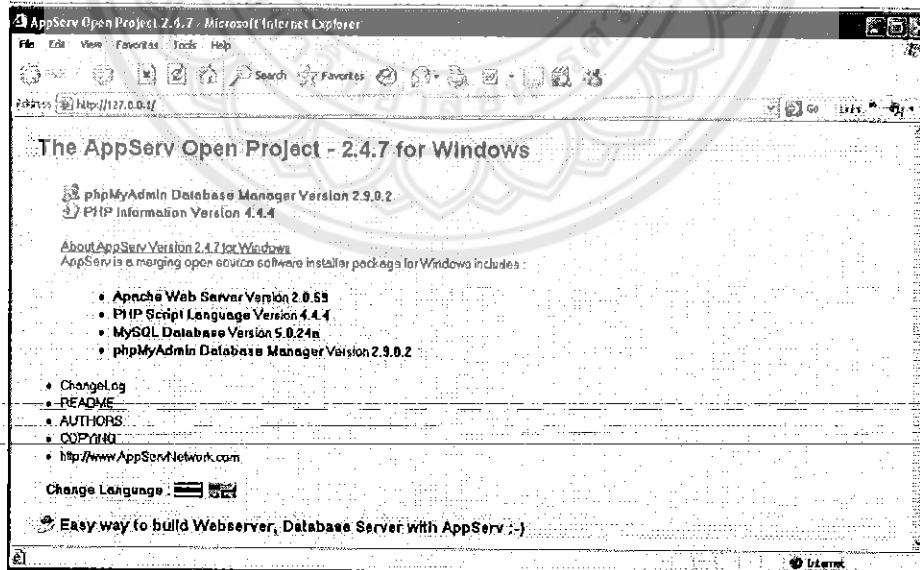 AppServ Open Project 2.4.7 - Microsoft Internet Explorer
File Edit View Favorites Tools Help
Search Favorites
Address http://127.0.0.1/ Go
The AppServ Open Project - 2.4.7 for Windows
phpMyAdmin Database Manager Version 2.9.0.2
PHP Information Version 4.4.4
About AppServ Version 2.4.7 for Windows
AppServ is a merging open source software installer package for Windows includes :
• Apache Web Server Version 2.0.59
• PHP Script Language Version 4.4.4
• MySQL Database Version 5.0.24a
• phpMyAdmin Database Manager Version 2.9.0.2
• ChangeLog
• README
• AUTHORS
• COPYING
• http://www.AppServNetwork.com
Change Language :
Easy way to build Webserver, Database Server with AppServ :-)
Internet